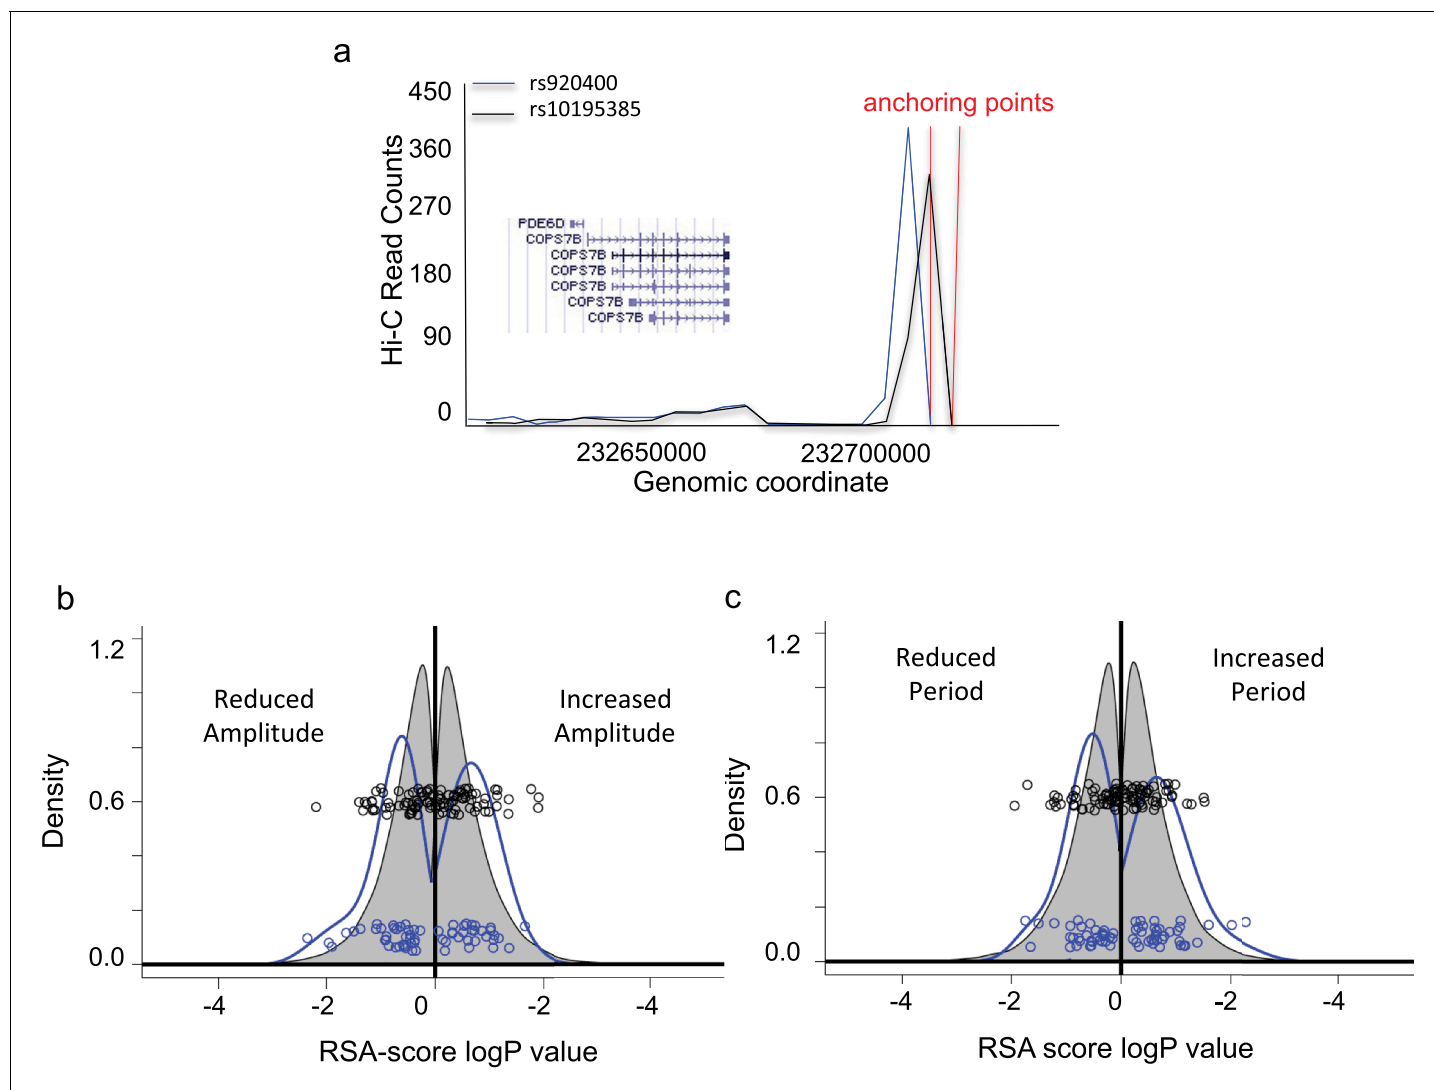 a
450
360
270
180
90
0
Hi-C Read Counts
rs920400
rs10195385
anchoring points
PDE6D
COPS7B
COPS7B
COPS7B
COPS7B
COPS7B
COPS7B
232650000 232700000
Genomic coordinate
b
1.2
0.6
0.0
Density
Reduced
Amplitude
Increased
Amplitude
-4 -2 0 -2 -4
RSA-score logP value
c
1.2
0.6
0.0
Density
Reduced
Period
Increased
Period
-4 -2 0 -2 -4
RSA score logP value